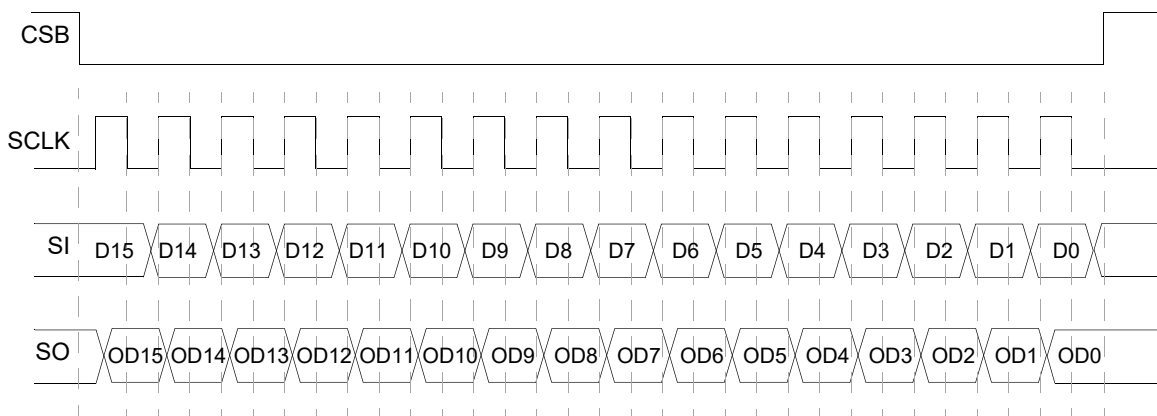 CSB
SCLK
SI D15 D14 D13 D12 D11 D10 D9 D8 D7 D6 D5 D4 D3 D2 D1 D0
SO OD15 OD14 OD13 OD12 OD11 OD10 OD9 OD8 OD7 OD6 OD5 OD4 OD3 OD2 OD1 OD0